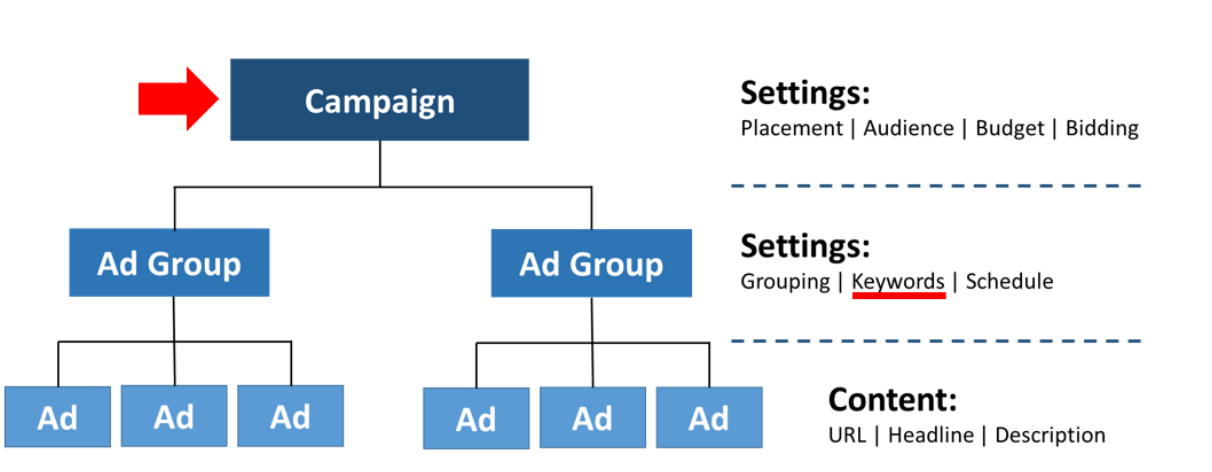 Campaign
Settings:
Placement | Audience | Budget | Bidding
Ad Group
Ad Group
Settings:
Grouping | Keywords | Schedule
Ad
Ad
Ad
Ad
Ad
Ad
Content:
URL | Headline | Description